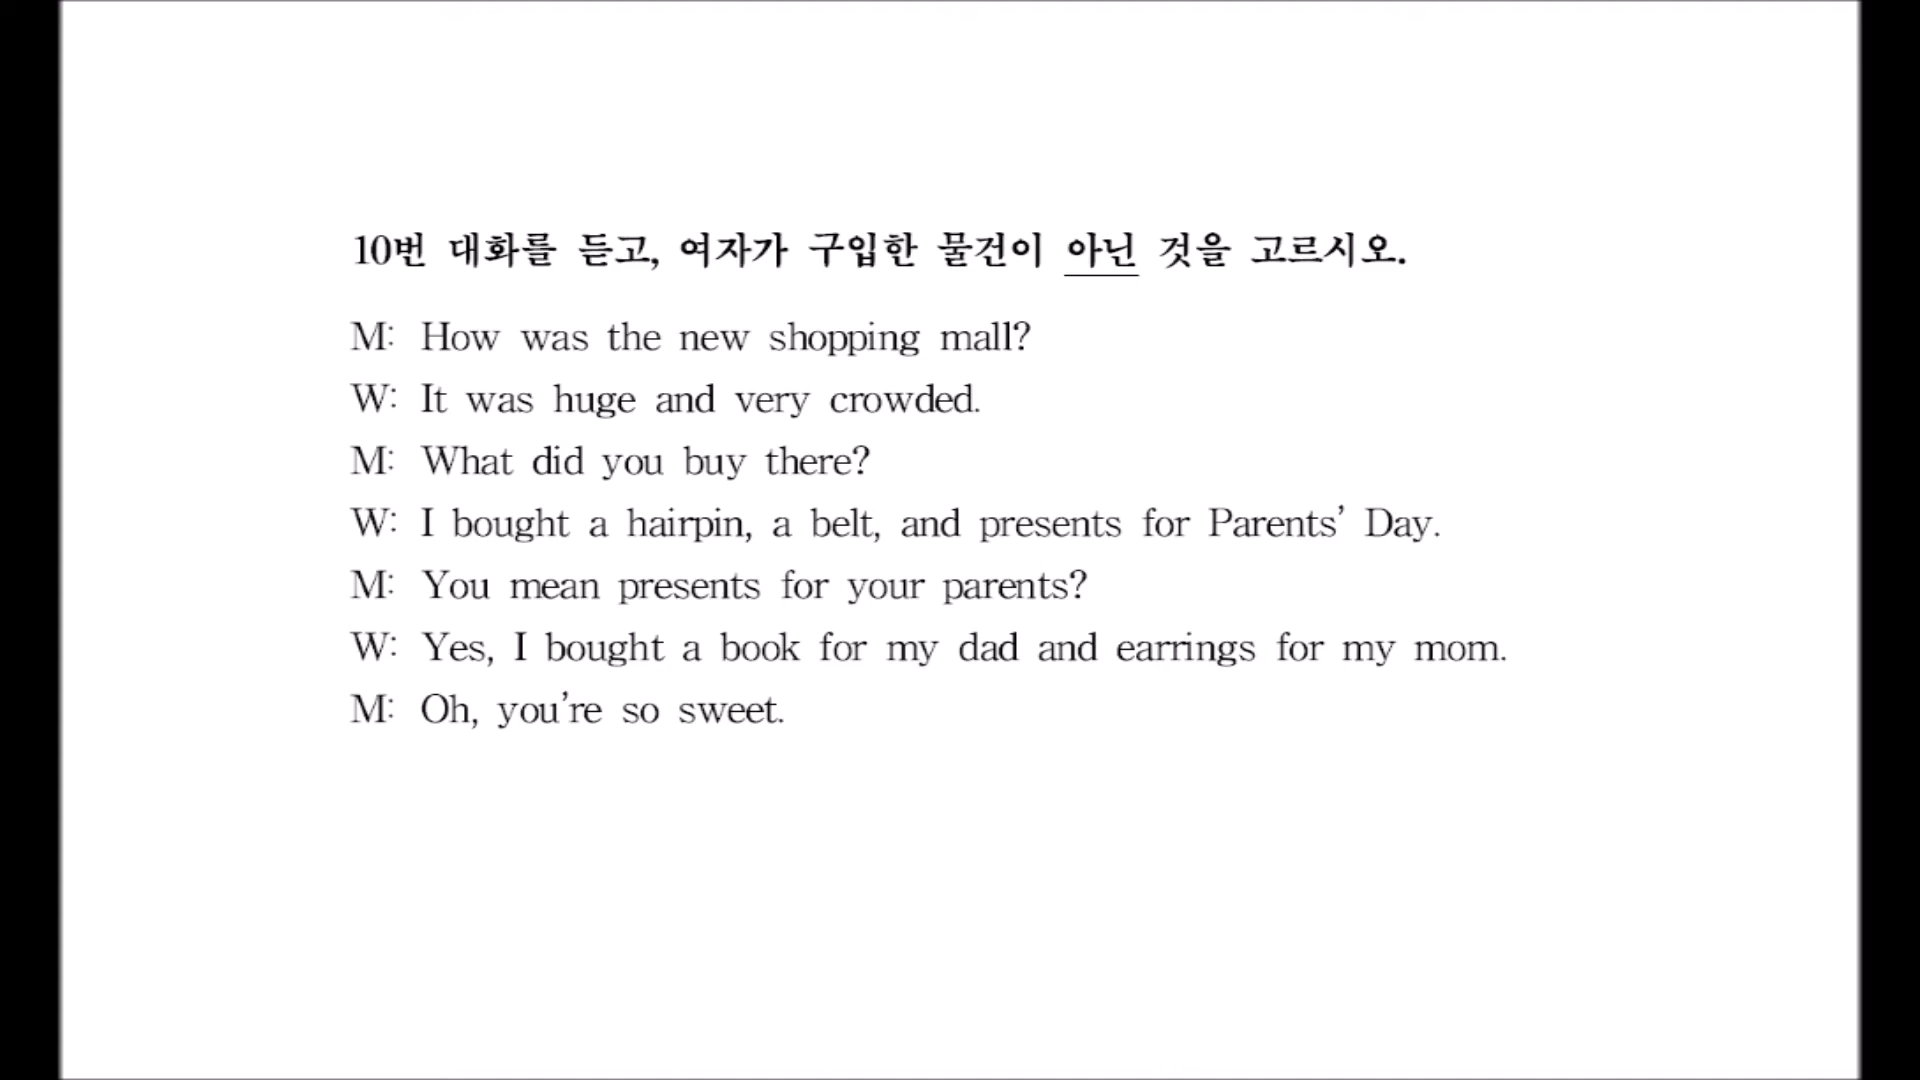 10번 대화를 듣고, 여자가 구입한 물건이 아닌 것을 고르시오.
M: How was the new shopping mall?
W: It was huge and very crowded.
M: What did you buy there?
W: I bought a hairpin, a belt, and presents for Parents’ Day.
M: You mean presents for your parents?
W: Yes, I bought a book for my dad and earrings for my mom.
M: Oh, you’re so sweet.